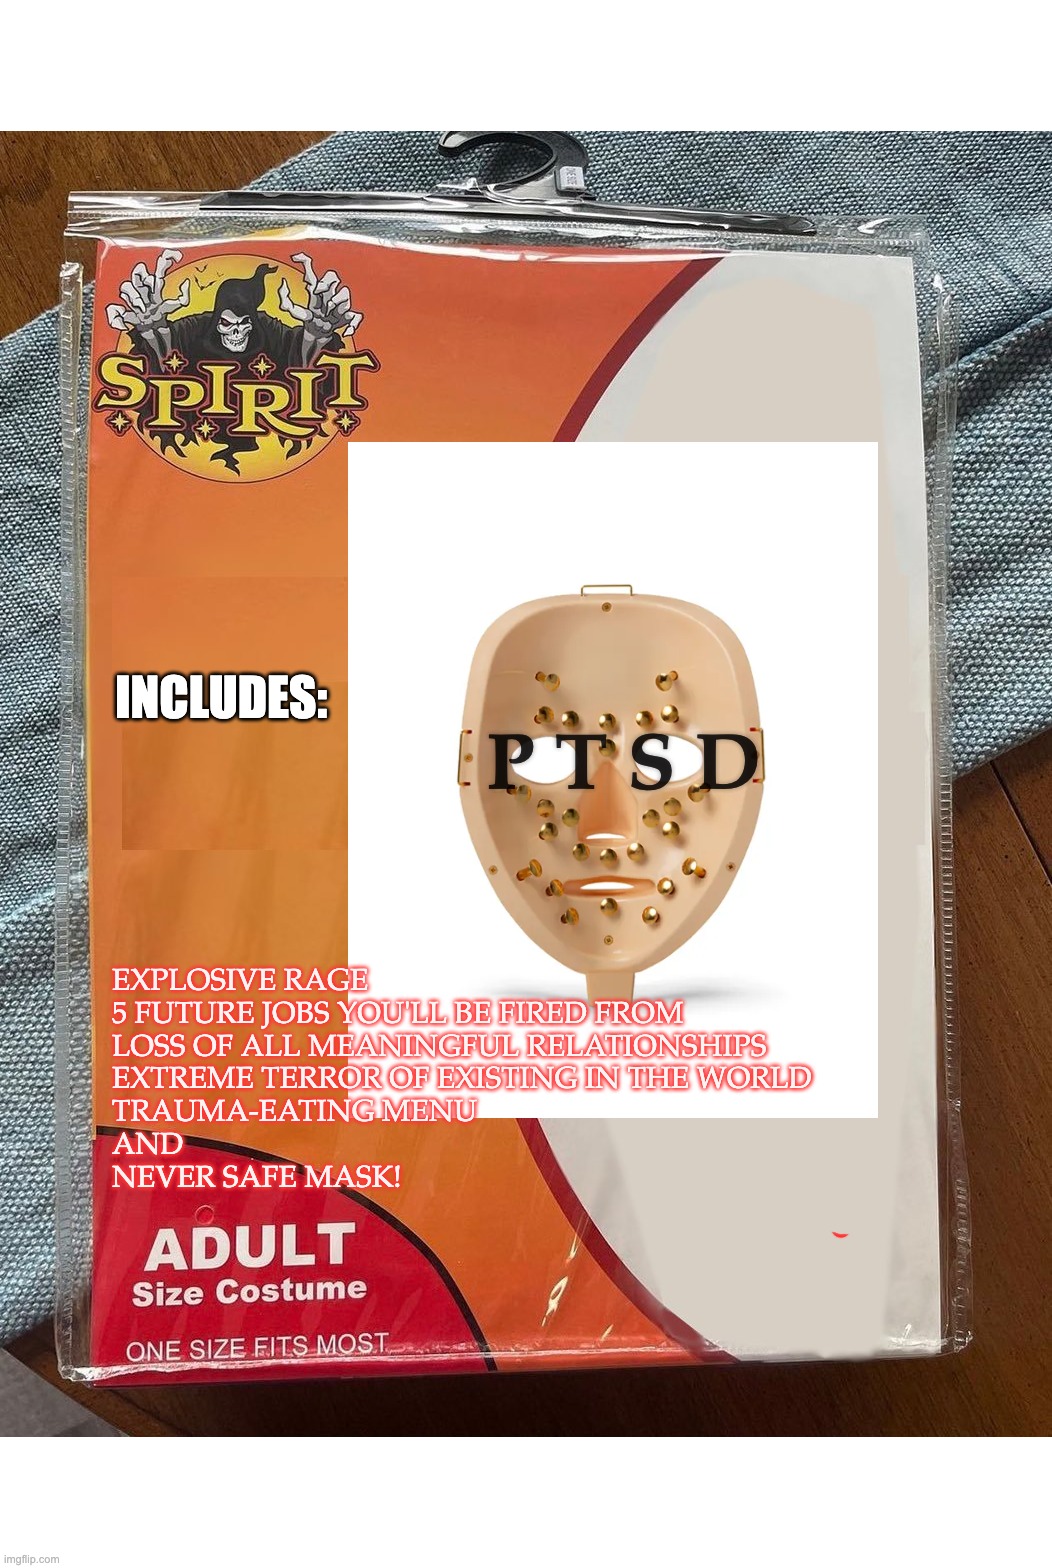 SPIRIT
INCLUDES:
P T S D
EXPLOSIVE RAGE
5 FUTURE JOBS YOU'LL BE FIRED FROM
LOSS OF ALL MEANINGFUL RELATIONSHIPS
EXTREME TERROR OF EXISTING IN THE WORLD
TRAUMA-EATING MENU
AND
NEVER SAFE MASK!
ADULT
Size Costume
ONE SIZE FITS MOST
imgflip.com